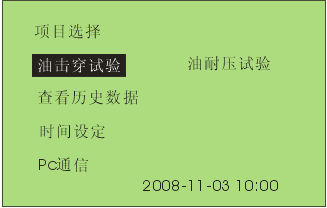 项目选择
油击穿试验 油耐压试验
查看历史数据
时间设定
Pc通信
2008-11-03 10:00